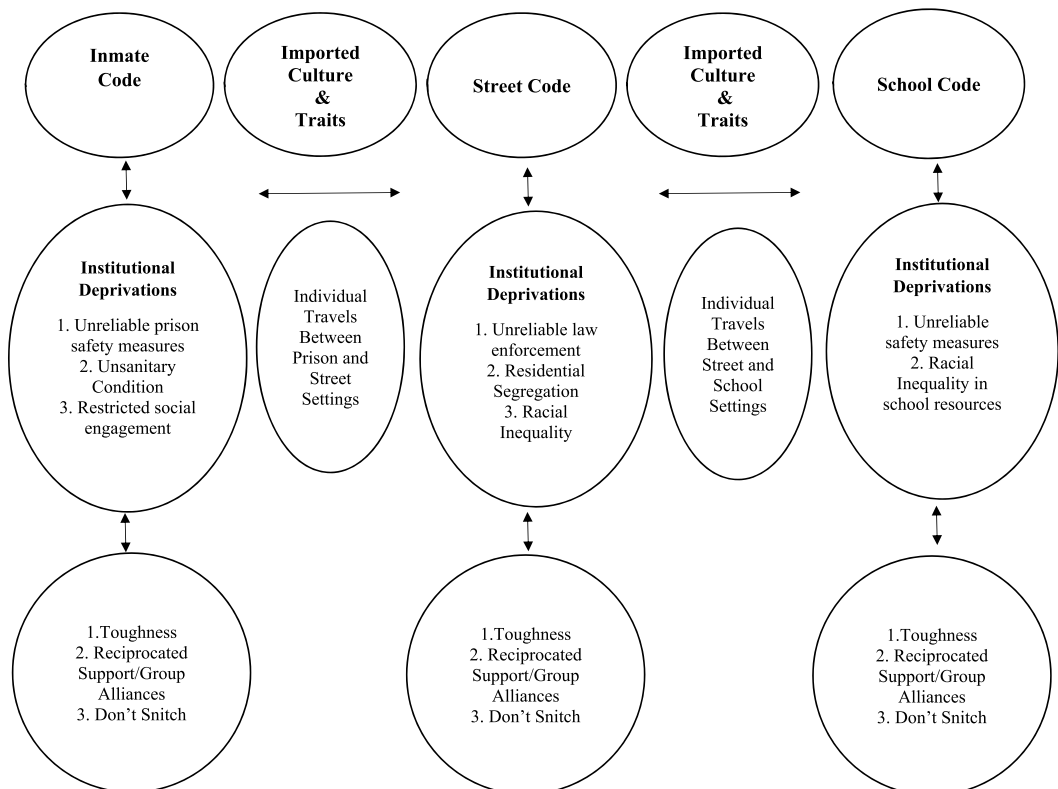 Inmate
Code
Imported
Culture
&
Traits
Street Code
Imported
Culture
&
Traits
School Code
Institutional
Deprivations
1. Unreliable prison
safety measures
2. Unsanitary
Condition
3. Restricted social
engagement
Individual
Travels
Between
Prison and
Street
Settings
Institutional
Deprivations
1. Unreliable law
enforcement
2. Residential
Segregation
3. Racial
Inequality
Individual
Travels
Between
Street and
School
Settings
Institutional
Deprivations
1. Unreliable
safety measures
2. Racial
Inequality in
school resources
1.Toughness
2. Reciprocated
Support/Group
Alliances
3. Don’t Snitch
1.Toughness
2. Reciprocated
Support/Group
Alliances
3. Don’t Snitch
1.Toughness
2. Reciprocated
Support/Group
Alliances
3. Don’t Snitch